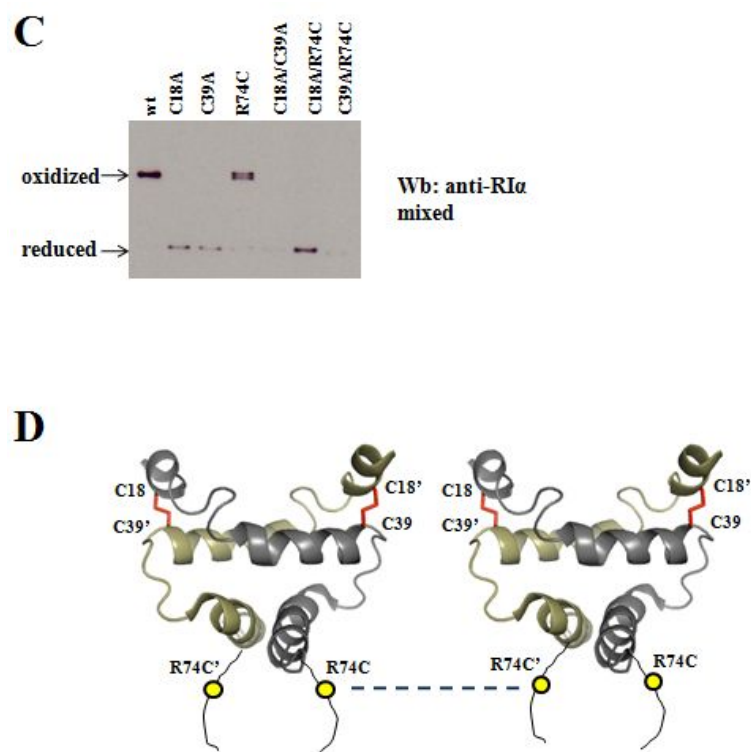 C
wt
C18A
C39A
R74C
C18A/C39A
C18A/R74C
C39A/R74C
oxidized
reduced
Wb: anti-RIα
mixed
D
C18
C39’
C18’
C39
R74C’
R74C
C18
C39’
C18’
C39
R74C’
R74C